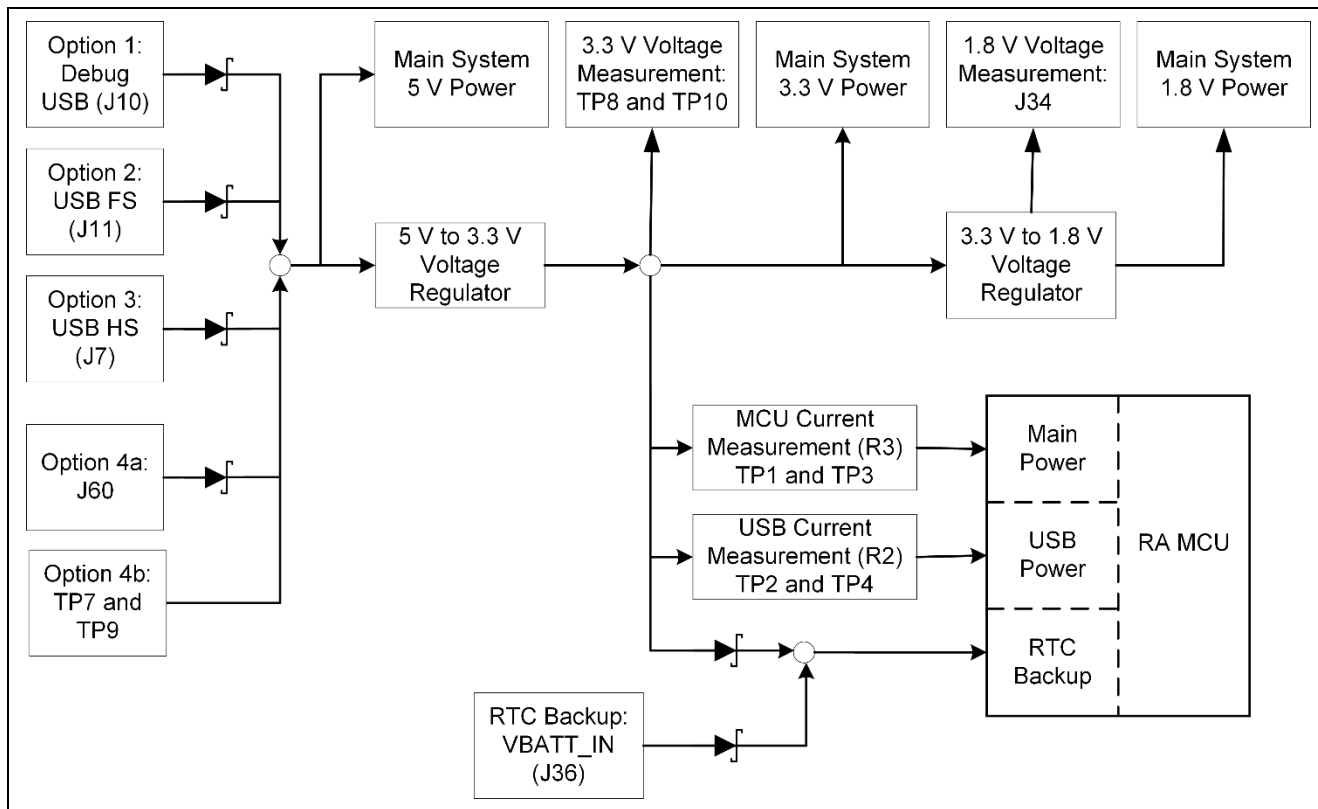 Option 1:
Debug
USB (J10)
Main System
5 V Power
3.3 V Voltage
Measurement:
TP8 and TP10
Main System
3.3 V Power
1.8 V Voltage
Measurement:
J34
Main System
1.8 V Power
Option 2:
USB FS
(J11)
5 V to 3.3 V
Voltage
Regulator
3.3 V to 1.8 V
Voltage
Regulator
Option 3:
USB HS
(J7)
Option 4a:
J60
Option 4b:
TP7 and
TP9
MCU Current
Measurement (R3)
TP1 and TP3
USB Current
Measurement (R2)
TP2 and TP4
Main
Power
USB
Power
RTC
Backup
RA MCU
RTC Backup:
VBATT_IN
(J36)